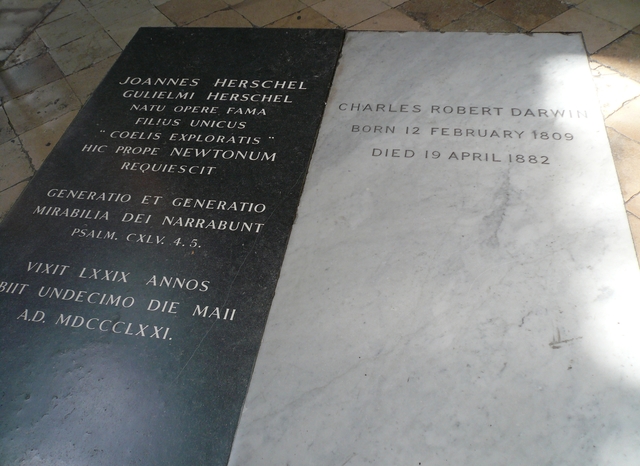 JOANNES HERSCHEL
GULIELMI HERSCHEL
NATU OPERE FAMA
FILIUS UNICUS
"COELIS EXPLORATIS"
HIC PROPE NEWTONUM
REQUIESCIT
GENERATIO ET GENERATIO
MIRABILIA DEI NARRABUNT
PSALM. CXLV. 4. 5.
VIXIT LXXIX ANNOS
BIIT UNDECIMO DIE MAII
A.D. MDCCCLXXI.
CHARLES ROBERT DARWIN
BORN 12 FEBRUARY 1809
DIED 19 APRIL 1882